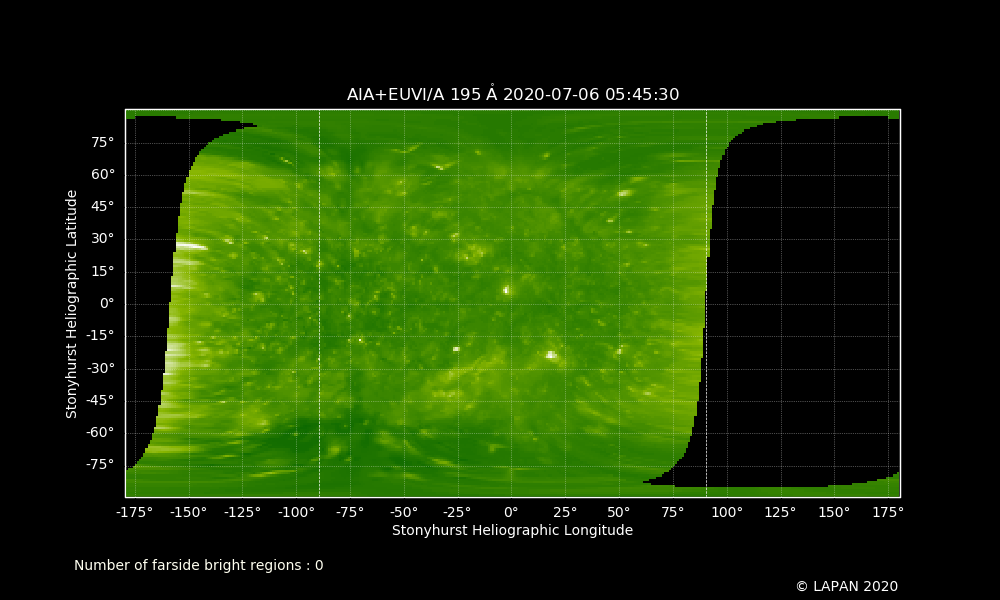 AIA+EUVI/A 195 Å 2020-07-06 05:45:30
Stonyhurst Heliographic Latitude
75°
60°
45°
30°
15°
0°
-15°
-30°
-45°
-60°
-75°
-175° -150° -125° -100° -75° -50° -25° 0° 25° 50° 75° 100° 125° 150° 175°
Stonyhurst Heliographic Longitude
Number of farside bright regions : 0
© LAPAN 2020